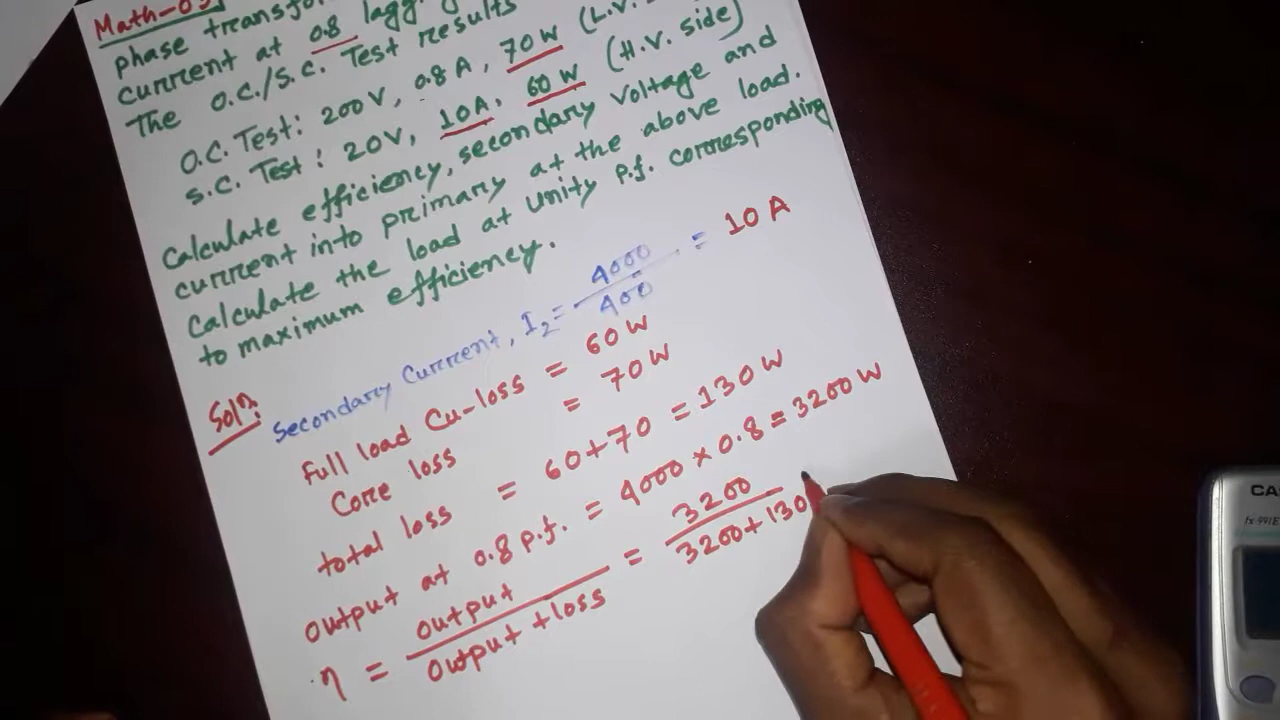 Math-03
phase transfor
current at 0.8 lagg
The O.C./S.C. Test results
O.C. Test: 200 V, 0.8 A, 70 W (L.V.
S.C. Test: 20V, 10A, 60 W (H.V. side)
Calculate efficiency, secondary voltage and
current into primary at the above load.
Calculate the load at unity p.f. corresponding
to maximum efficiency.
Soln: Secondary Current, I2 = 4000/400 = 10 A
Full load Cu-loss = 60 W
Core loss = 70 W
total loss = 60+70 = 130 W
output at 0.8 p.f. = 4000 × 0.8 = 3200 W
η = output / output + loss = 3200 / 3200+130
CA
fx-991E